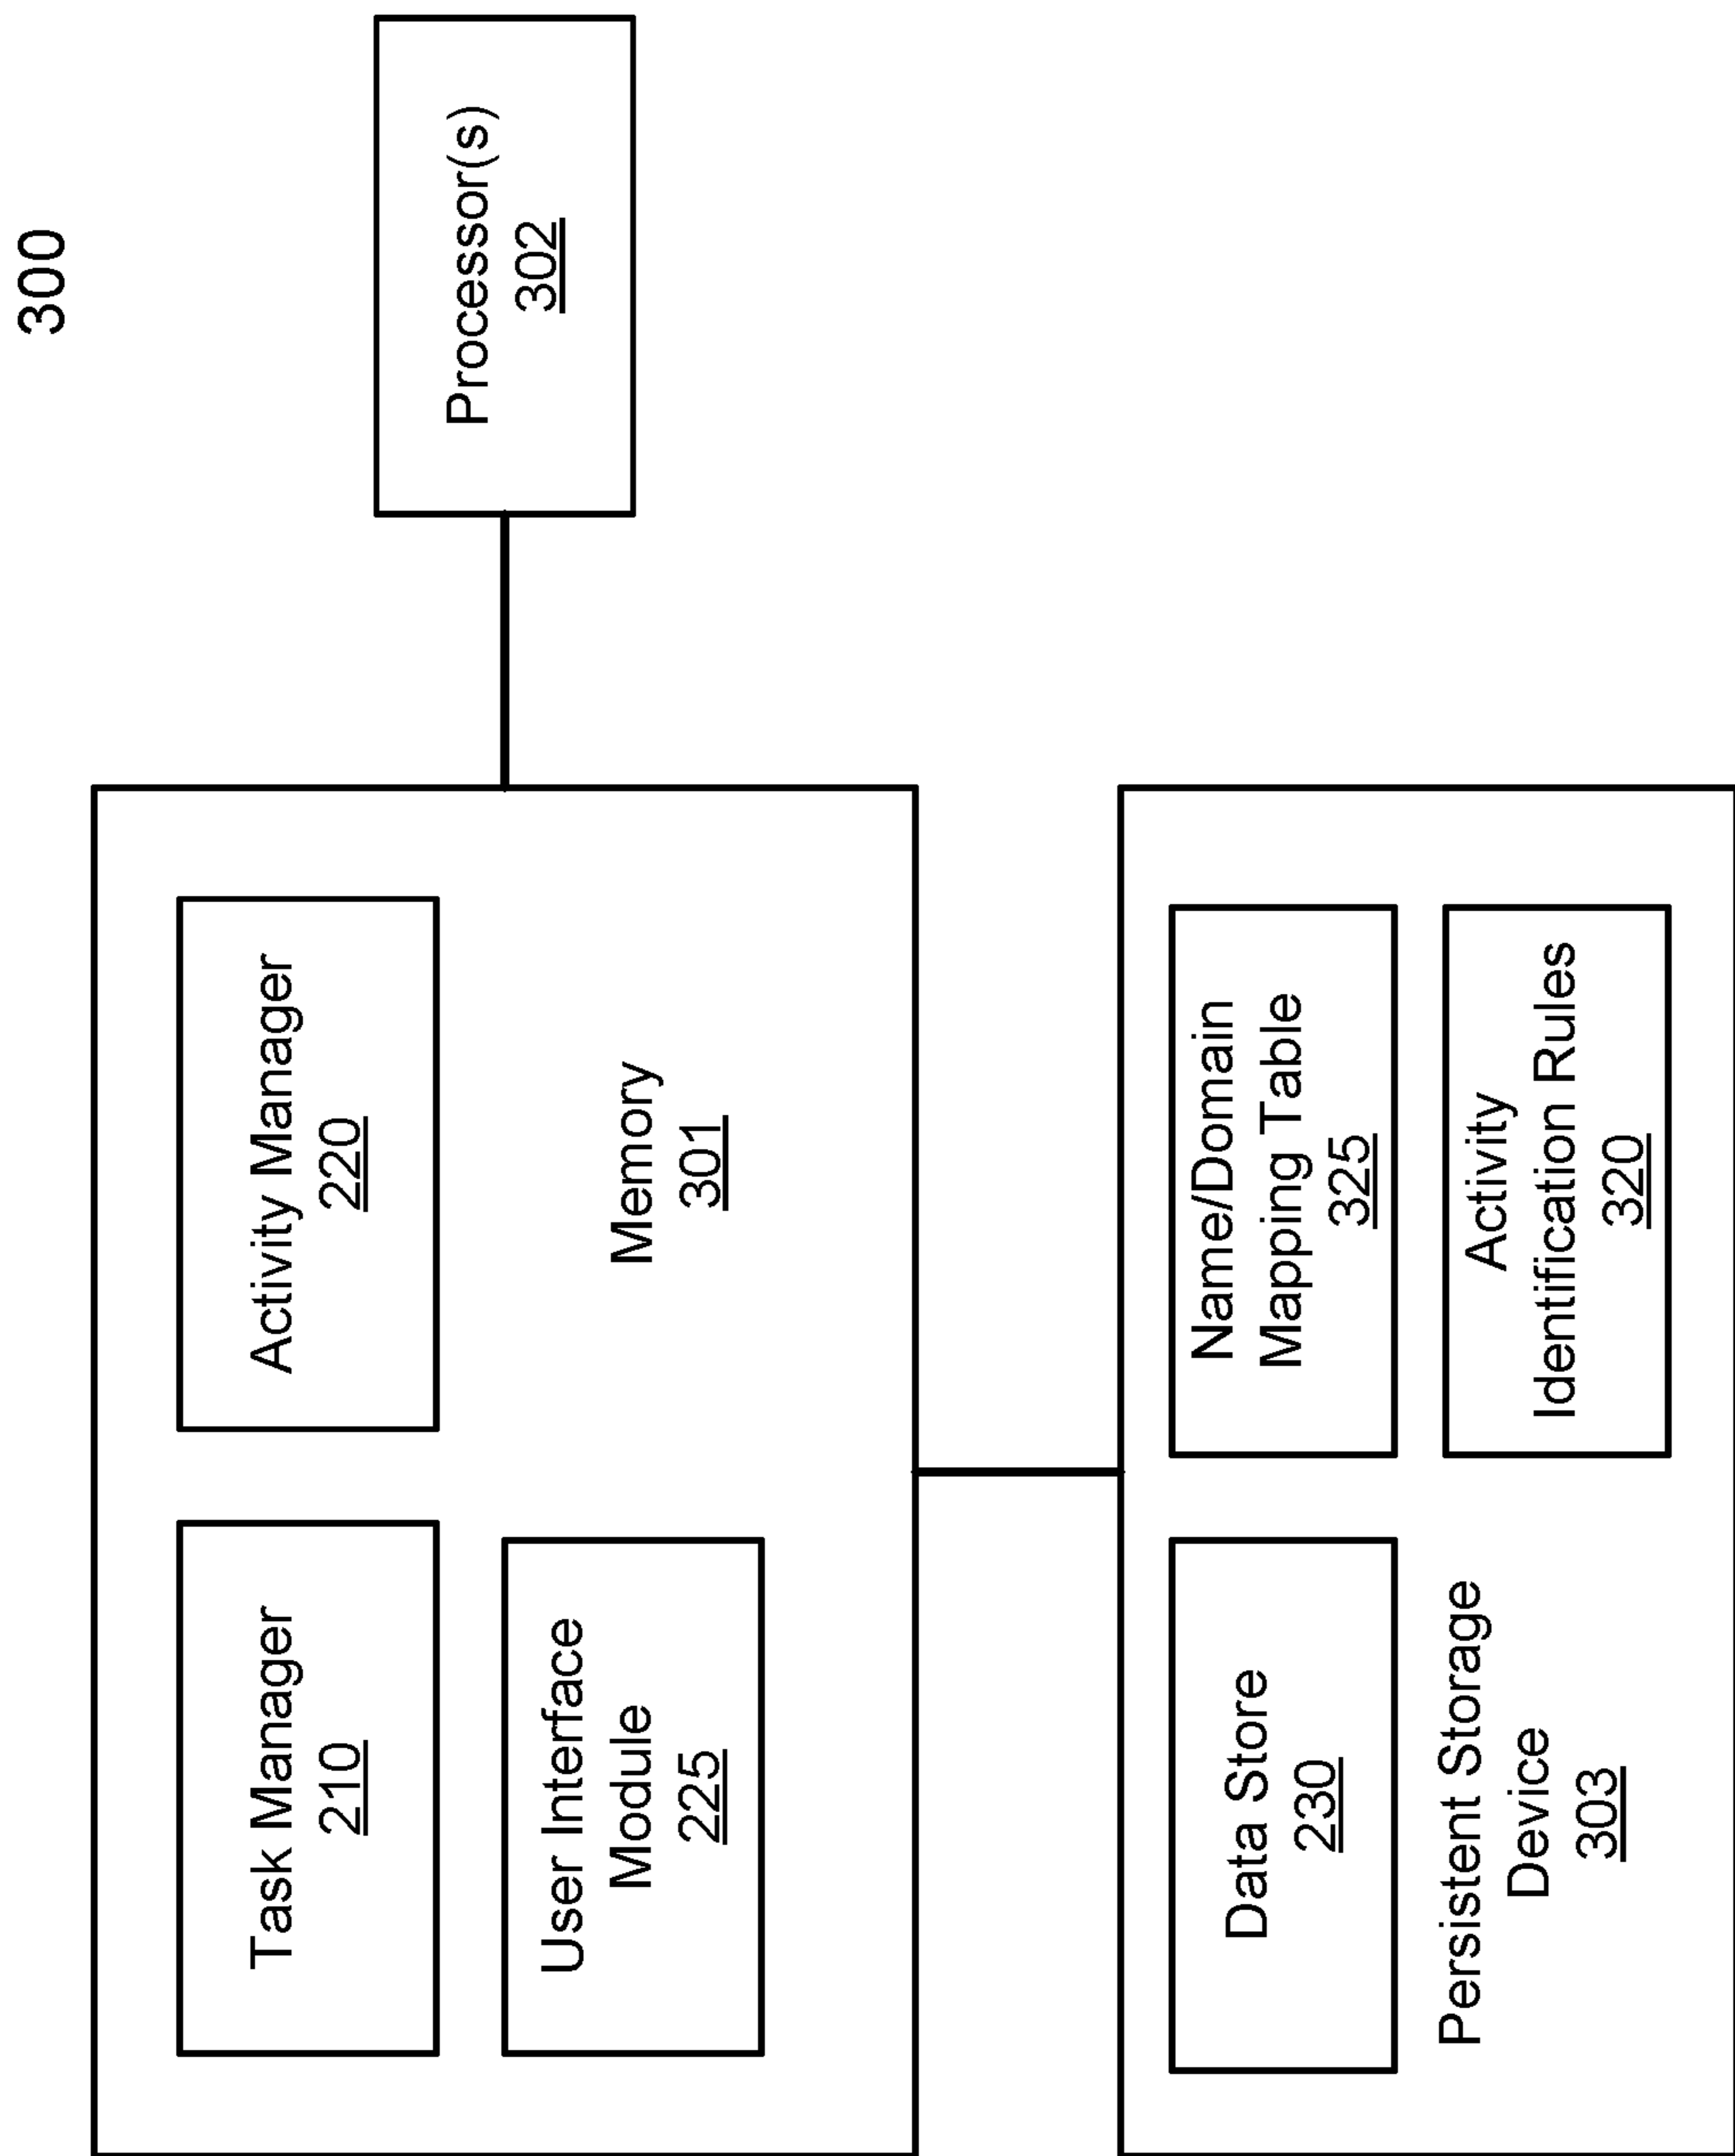 300
Task Manager
210
Activity Manager
220
User Interface
Module
225
Memory
301
Processor(s)
302
Data Store
230
Name/Domain
Mapping Table
325
Persistent Storage
Device
303
Activity
Identification Rules
320